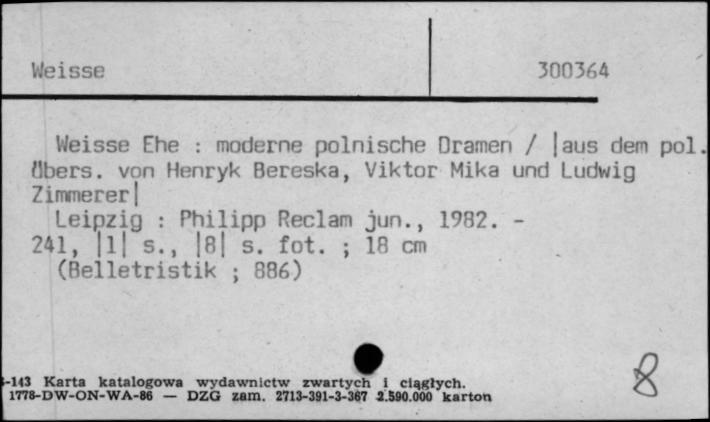 Weisse 300364
Weisse Ehe : moderne polnische Dramen / |aus dem pol.
übers. von Henryk Bereska, Viktor Mika und Ludwig
Zimmerer|
Leipzig : Philipp Reclam jun., 1982. -
241, |1| s., |8| s. fot. ; 18 cm
(Belletristik ; 886)
8
-143 Karta katalogowa wydawnictw zwartych i ciągłych.
1778-DW-ON-WA-86 — DZG zam. 2713-391-3-367 2.590.000 karton